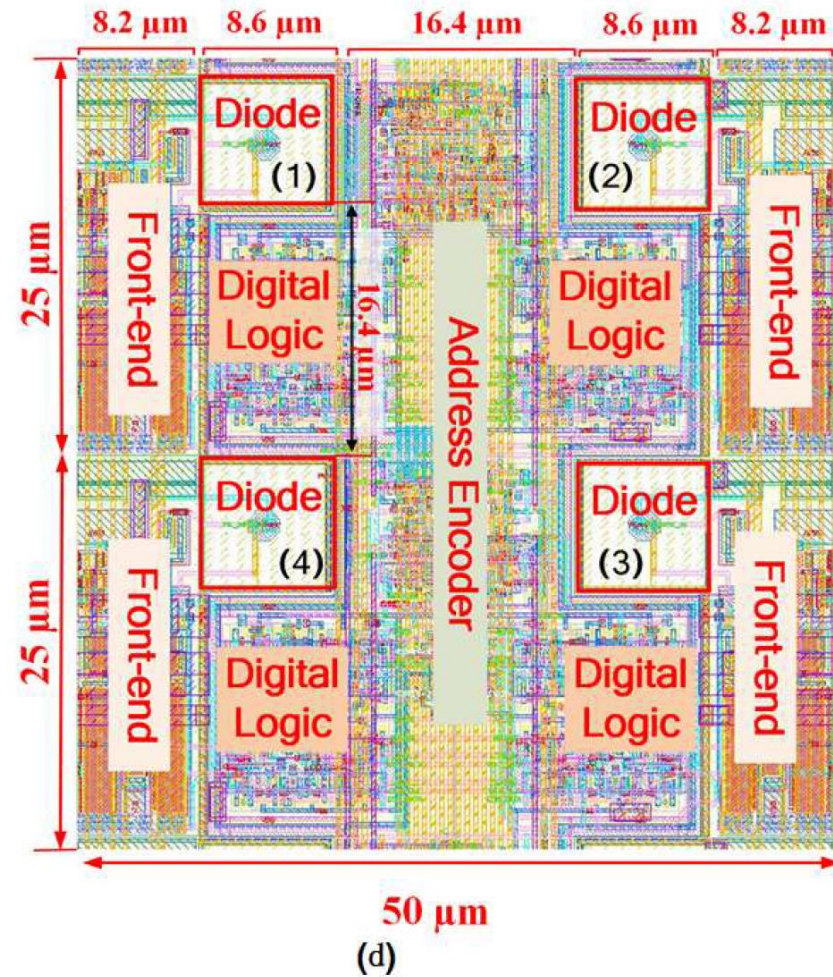 8.2 µm 8.6 µm 16.4 µm 8.6 µm 8.2 µm
Diode
(1)
Diode
(2)
25 µm
Front-end
Digital
Logic
16.4 µm
Address Encoder
Digital
Logic
Front-end
Diode
(4)
Diode
(3)
25 µm
Front-end
Digital
Logic
Digital
Logic
Front-end
50 µm
(d)